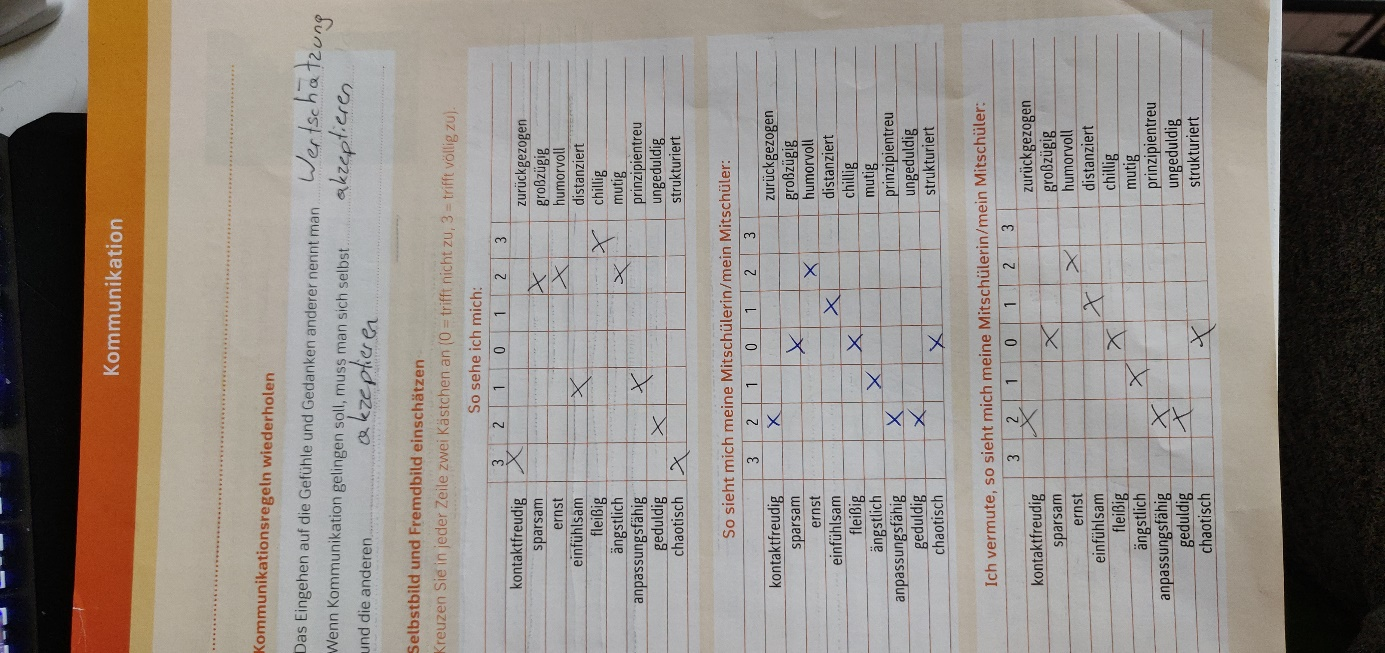 Kommunikation
Kommunikationsregeln wiederholen
Das Eingehen auf die Gefühle und Gedanken anderer nennt man Wertschätzung
Wenn Kommunikation gelingen soll, muss man sich selbst akzeptieren
und die anderen akzeptieren
Selbstbild und Fremdbild einschätzen
Kreuzen Sie in jeder Zeile zwei Kästchen an (0 = trifft nicht zu, 3 = trifft völlig zu).
So sehe ich mich:
3 2 1 0 1 2 3
kontaktfreudig X zurückgezogen
sparsam X großzügig
ernst X humorvoll
einfühlsam X distanziert
fleißig X chillig
ängstlich X mutig
anpassungsfähig X prinzipientreu
geduldig X ungeduldig
chaotisch X strukturiert
So sieht mich meine Mitschülerin/mein Mitschüler:
3 2 1 0 1 2 3
kontaktfreudig X zurückgezogen
sparsam X großzügig
ernst X humorvoll
einfühlsam X distanziert
fleißig X chillig
ängstlich X mutig
anpassungsfähig X prinzipientreu
geduldig X ungeduldig
chaotisch X strukturiert
Ich vermute, so sieht mich meine Mitschülerin/mein Mitschüler:
3 2 1 0 1 2 3
kontaktfreudig X zurückgezogen
sparsam X großzügig
ernst X humorvoll
einfühlsam X distanziert
fleißig X chillig
ängstlich X mutig
anpassungsfähig X prinzipientreu
geduldig X ungeduldig
chaotisch X strukturiert